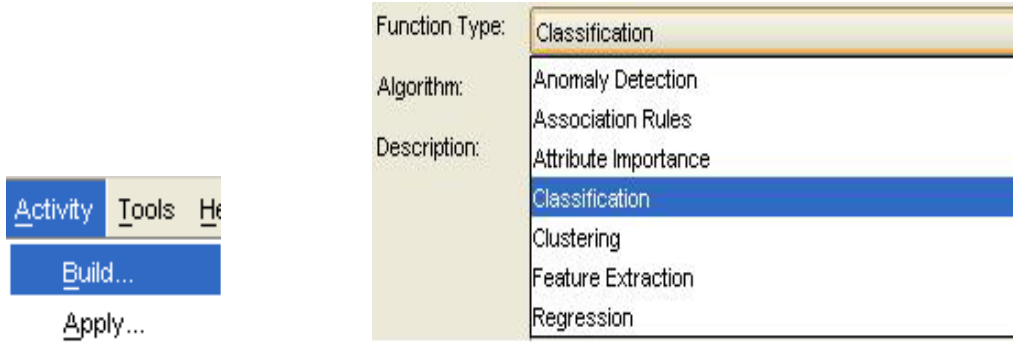 Activity Tools He
Build...
Apply...
Function Type: Classification
Algorithm:
Description:
Anomaly Detection
Association Rules
Attribute Importance
Classification
Clustering
Feature Extraction
Regression